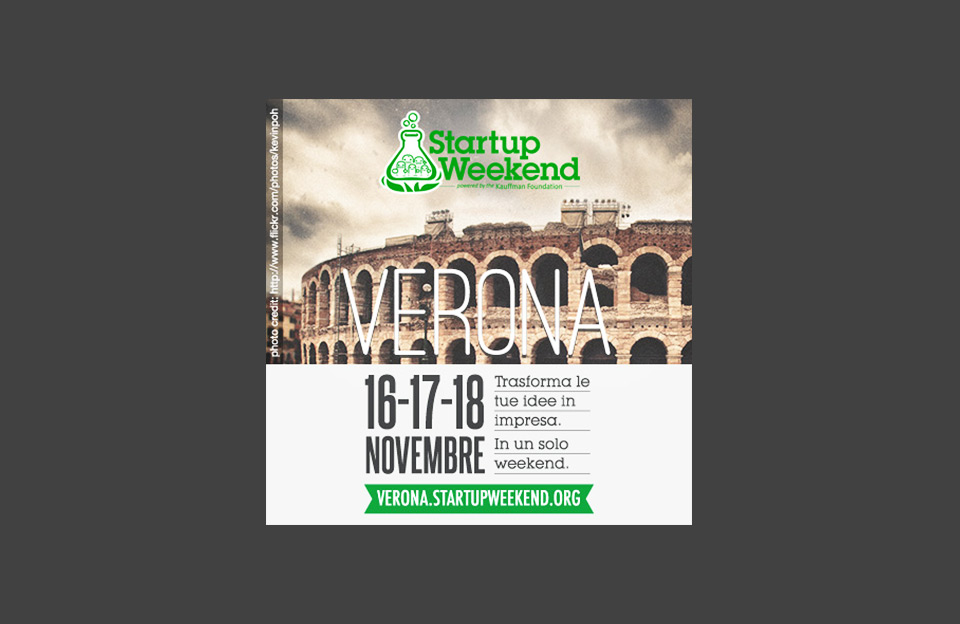 photo credit: http://www.flickr.com/photos/kevinpoh
Startup
Weekend
powered by the Kauffman Foundation
VERONA
16-17-18
NOVEMBRE
Trasforma le
tue idee in
impresa.
In un solo
weekend.
VERONA.STARTUPWEEKEND.ORG